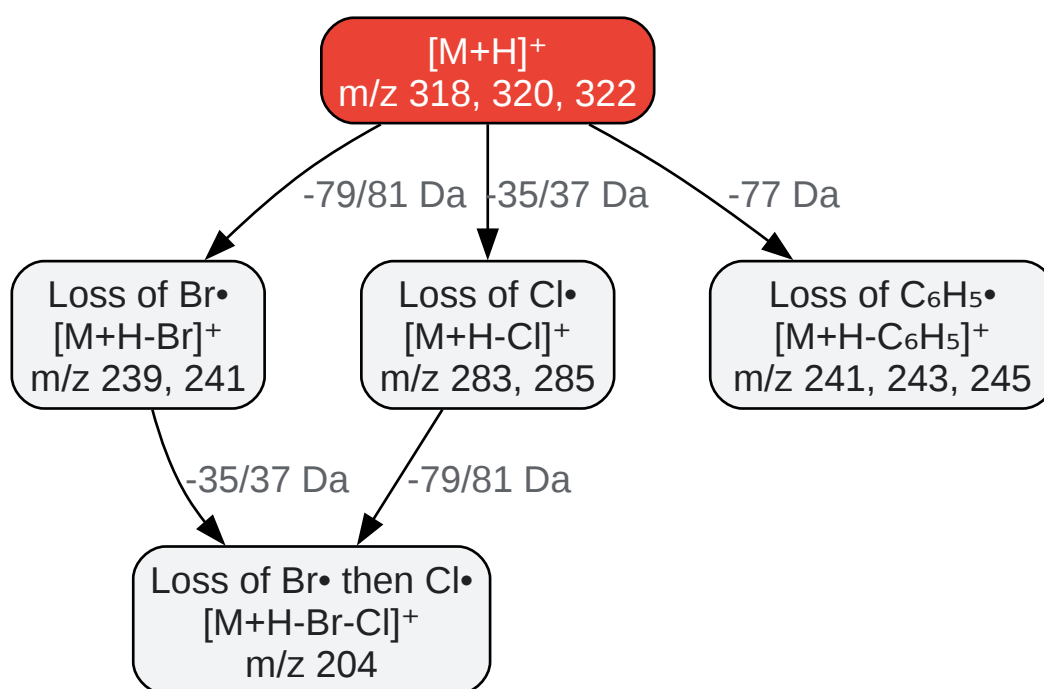 [M+H]⁺
m/z 318, 320, 322
-79/81 Da
-35/37 Da
-77 Da
Loss of Br•
[M+H-Br]⁺
m/z 239, 241
Loss of Cl•
[M+H-Cl]⁺
m/z 283, 285
Loss of C₆H₅•
[M+H-C₆H₅]⁺
m/z 241, 243, 245
-35/37 Da
-79/81 Da
Loss of Br• then Cl•
[M+H-Br-Cl]⁺
m/z 204